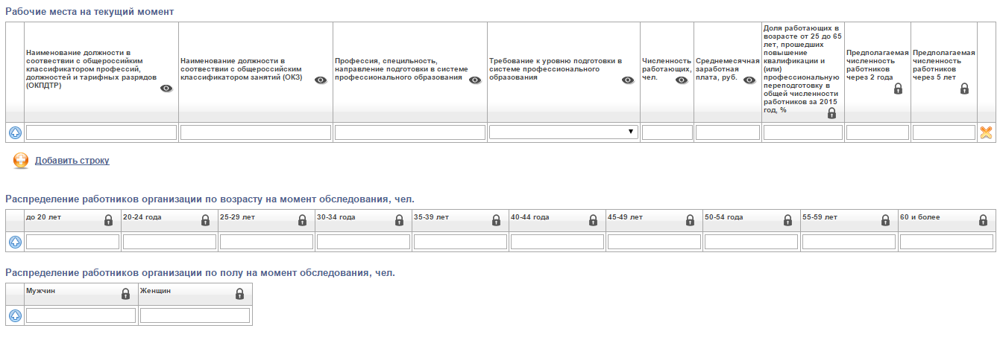 Рабочие места на текущий момент
Наименование должности в
соотвествии с общероссийким
классификатором профессий,
должностей и тарифных разрядов
(ОКПДТР)
Наименование должности в
соотвествии с общероссийским
классификатором занятий (ОКЗ)
Профессия, специльность,
направление подготовки в системе
профессионального образования
Требование к уровню подготовки в
системе профессионального
образования
Численность
работающих,
чел.
Среднемесячная
заработная
плата, руб.
Доля работающих в
возрасте от 25 до 65
лет, прошедших
повышение
квалификации и
(или)
профессиональную
переподготовку в
общей численности
работников за 2015
год, %
Предполагаемая
численность
работников
через 2 года
Предполагаемая
численность
работников
через 5 лет
Добавить строку
Распределение работников организации по возрасту на момент обследования, чел.
до 20 лет
20-24 года
25-29 лет
30-34 года
35-39 лет
40-44 года
45-49 лет
50-54 года
55-59 лет
60 и более
Распределение работников организации по полу на момент обследования, чел.
Мужчин
Женщин